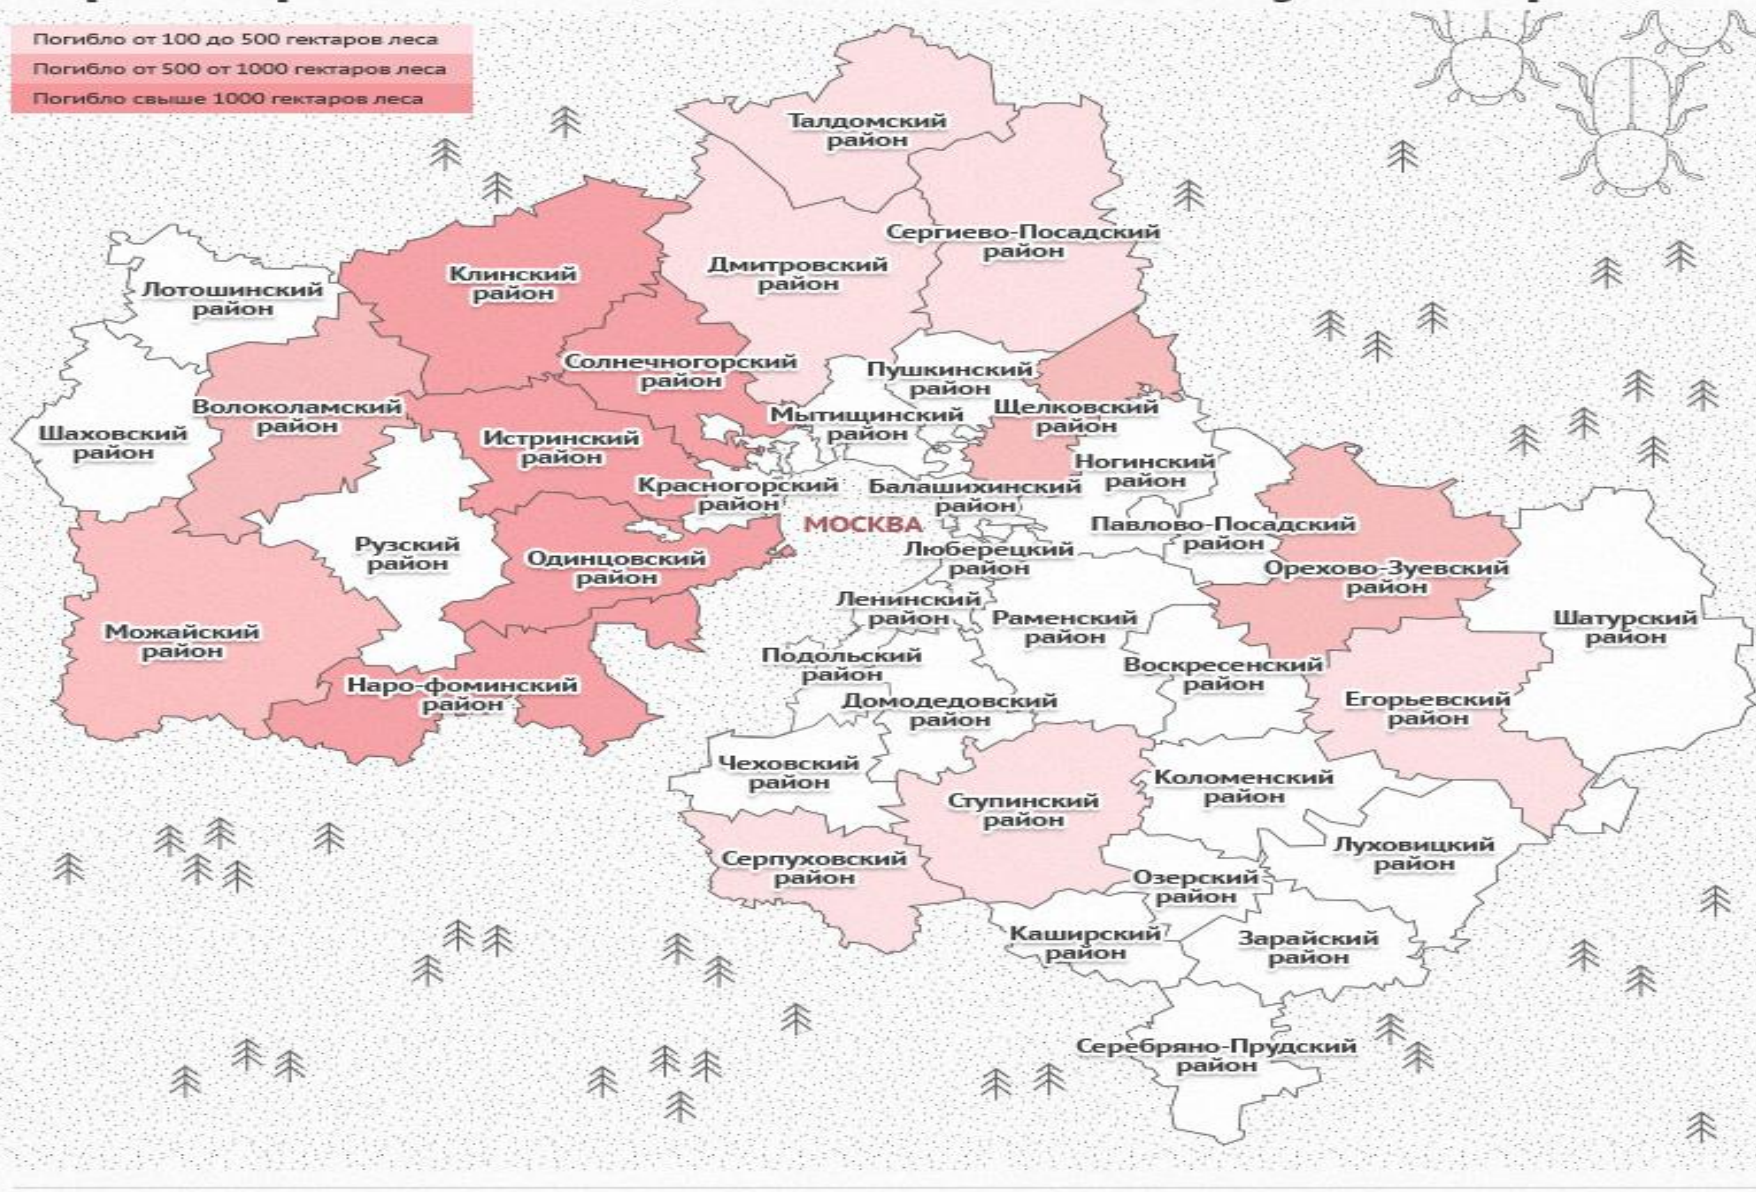 Погибло от 100 до 500 гектаров леса
Погибло от 500 от 1000 гектаров леса
Погибло свыше 1000 гектаров леса
Талдомский
район
Сергиево-Посадский
район
Дмитровский
район
Клинский
район
Лотошинский
район
Солнечногорский
район
Пушкинский
район
Волоколамский
район
Мытищинский
район
Щелковский
район
Шаховский
район
Истринский
район
Ногинский
район
Красногорский
район
Балашихинский
район
МОСКВА
Павлово-Посадский
район
Рузский
район
Одинцовский
район
Люберецкий
район
Орехово-Зуевский
район
Ленинский
район
Раменский
район
Шатурский
район
Можайский
район
Подольский
район
Воскресенский
район
Наро-фоминский
район
Домодедовский
район
Егорьевский
район
Чеховский
район
Коломенский
район
Ступинский
район
Луховицкий
район
Серпуховский
район
Озерский
район
Каширский
район
Зарайский
район
Серебряно-Прудский
район